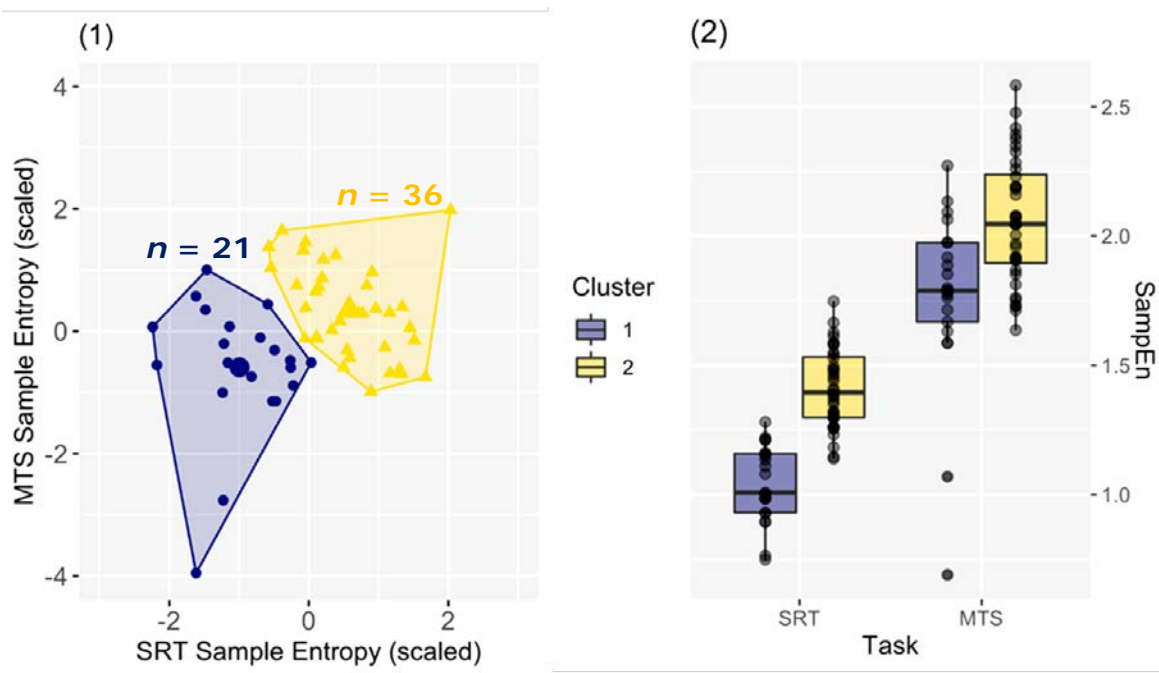 (1)
4
2
0
-2
-4
MTS Sample Entropy (scaled)
n = 21
n = 36
-2
0
2
SRT Sample Entropy (scaled)
Cluster
1
2
(2)
2.5
2.0
1.5
1.0
SampEn
SRT
MTS
Task